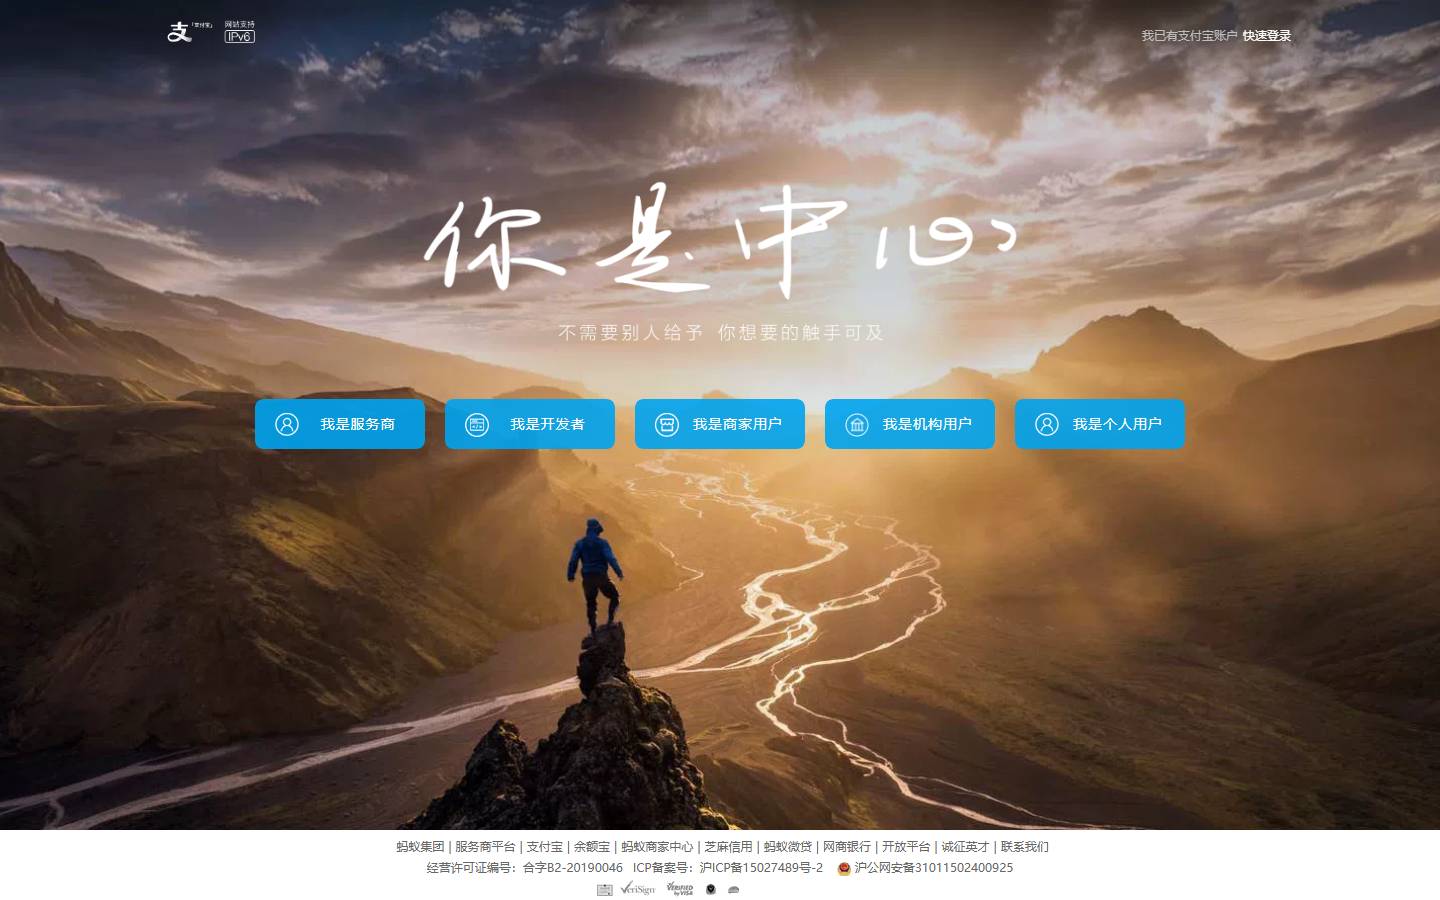 支 「支付宝」 网站支持
IPv6
我已有支付宝账户 快速登录
你是中心
不需要别人给予 你想要的触手可及
我是服务商 我是开发者 我是商家用户 我是机构用户 我是个人用户
蚂蚁集团 | 服务商平台 | 支付宝 | 余额宝 | 蚂蚁商家中心 | 芝麻信用 | 蚂蚁微贷 | 网商银行 | 开放平台 | 诚征英才 | 联系我们
经营许可证编号：合字B2-20190046 ICP备案号：沪ICP备15027489号-2 沪公网安备31011502400925
VeriSign VERIFIED by VISA